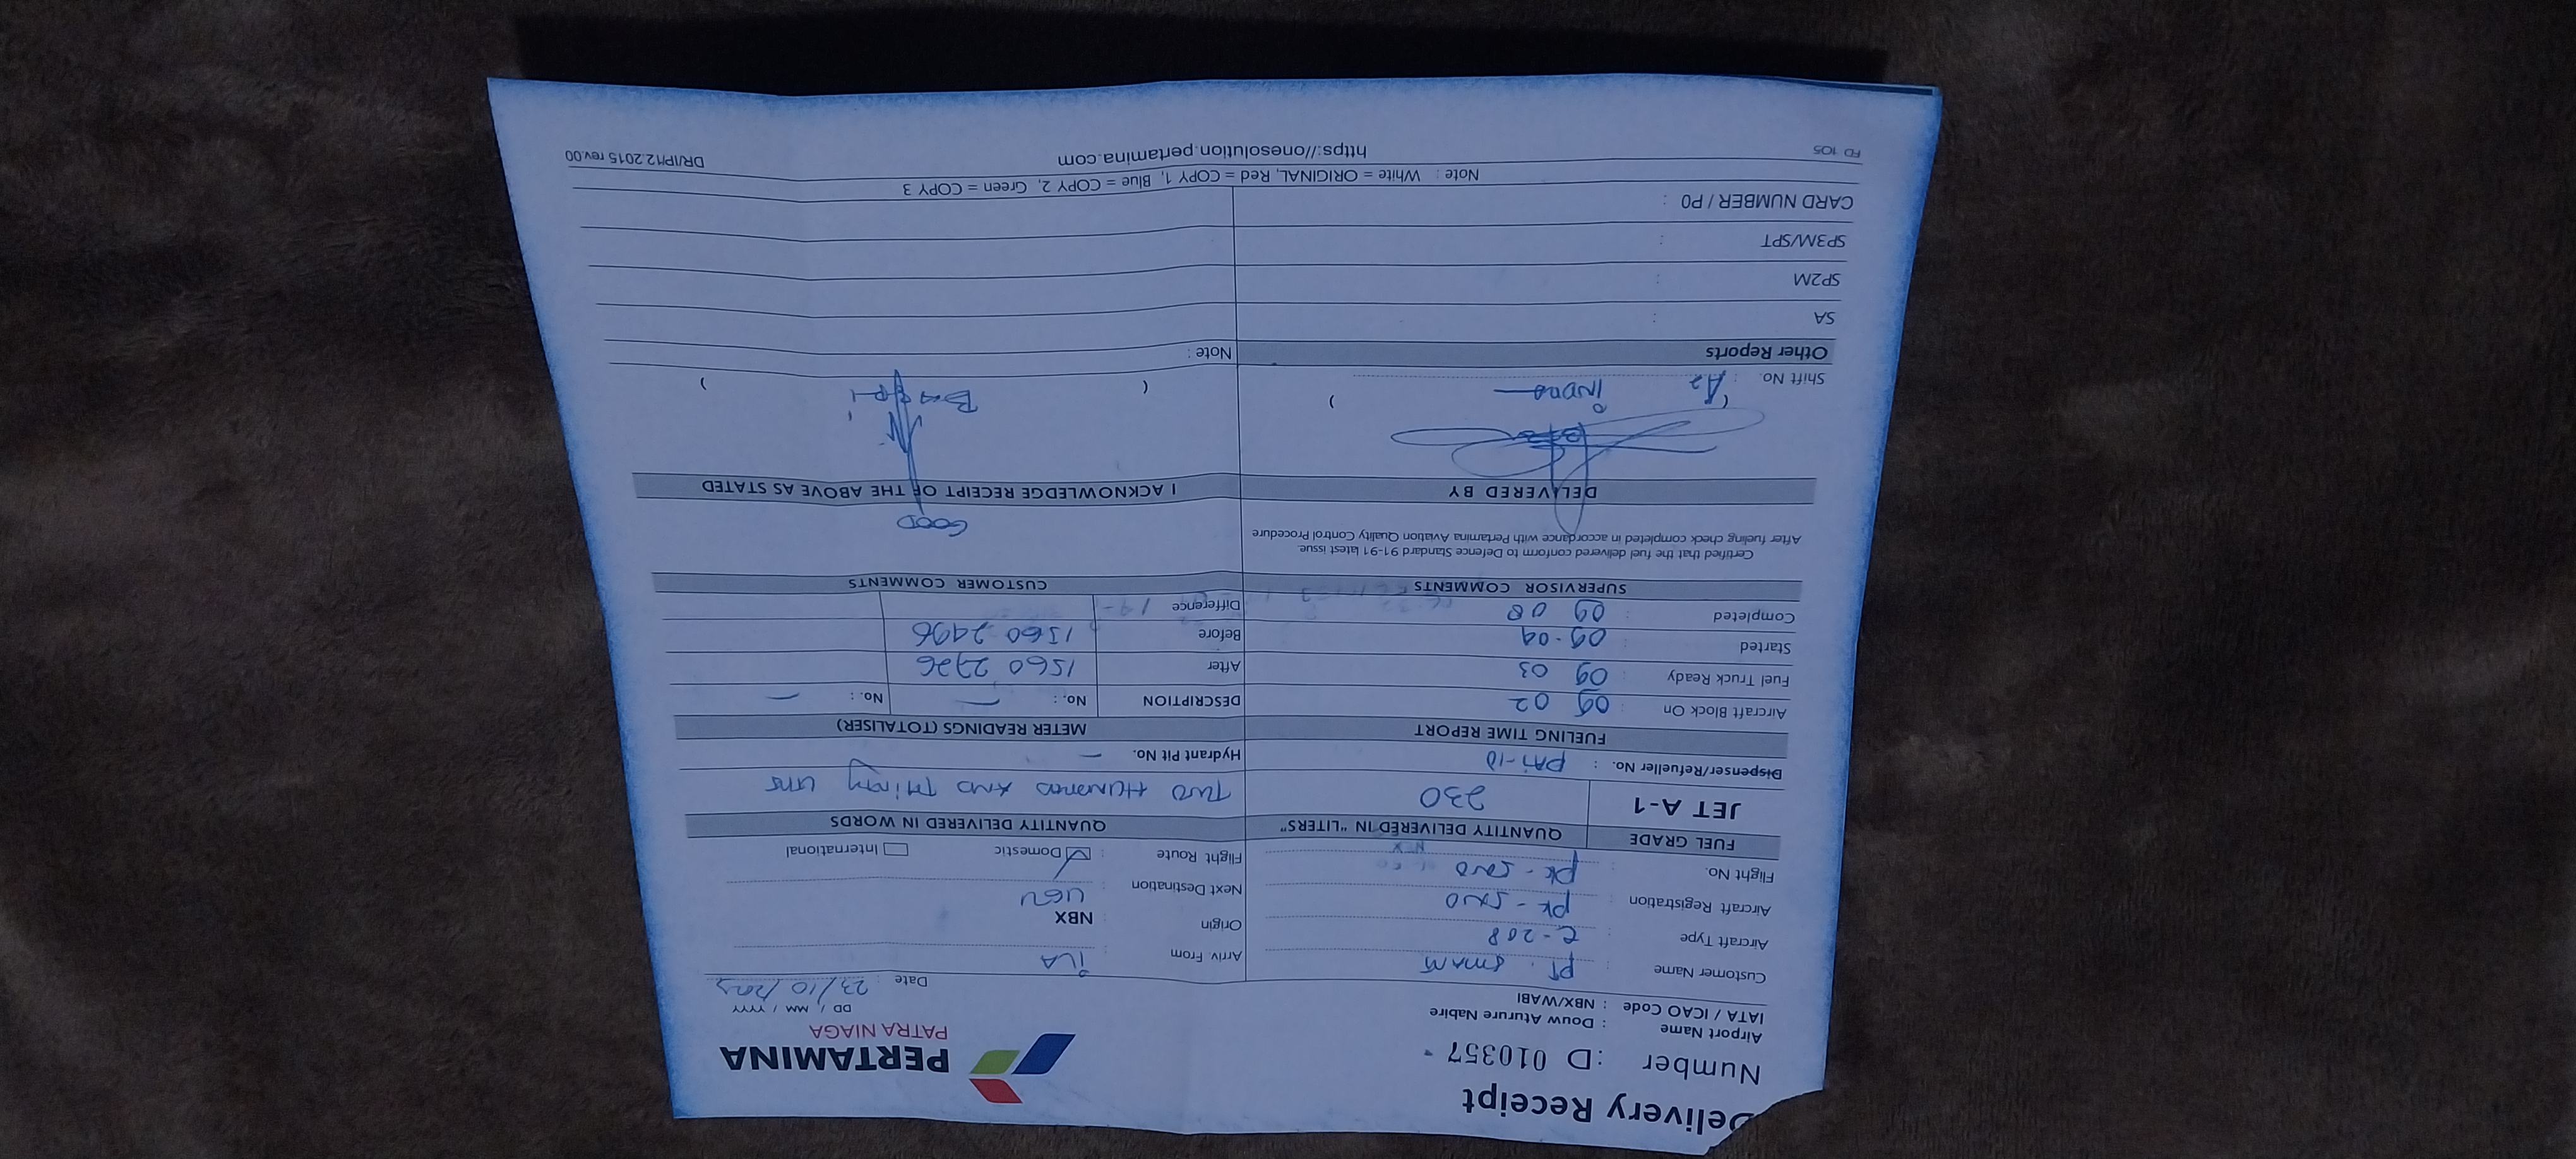 Delivery Receipt
Number : D 010357
PERTAMINA
PATRA NIAGA
Airport Name : Douw Aturure Nabire
IATA / ICAO Code : NBX/WABI
DD / MM / YYYY
Date : 23/10/
Customer Name : PT. SMAM
Arriv From : iLA
Aircraft Type : C-208
Origin : NBX
Aircraft Registration : PK-
Next Destination : UGU
Flight No. : PK-
Flight Route : Domestic International
FUEL GRADE QUANTITY DELIVERED IN "LITERS" QUANTITY DELIVERED IN WORDS
JET A-1 230 TWO HUNDRED AND THIRTY
Dispenser/Refueller No. : PAI-10 Hydrant Pit No. —
FUELING TIME REPORT METER READINGS (TOTALISER)
Aircraft Block On : 09 02 DESCRIPTION No. : — No. : —
Fuel Truck Ready : 09 03 After 1560 2726
Started : 09.04 Before 1560 2496
Completed : 09 08 Difference
SUPERVISOR COMMENTS CUSTOMER COMMENTS
Certified that the fuel delivered conform to Defence Standard 91-91 latest issue.
After fueling check completed in accordance with Pertamina Aviation Quality Control Procedure
GOOD
DELIVERED BY I ACKNOWLEDGE RECEIPT OF THE ABOVE AS STATED
( ) ( )
Shift No. : A2 INDRA
Other Reports Note :
SA :
SP2M :
SP3M/SPT :
CARD NUMBER / P0 :
Note : White = ORIGINAL, Red = COPY 1, Blue = COPY 2, Green = COPY 3
FD 105 https://onesolution.pertamina.com DR/IP/12.2015 rev.00